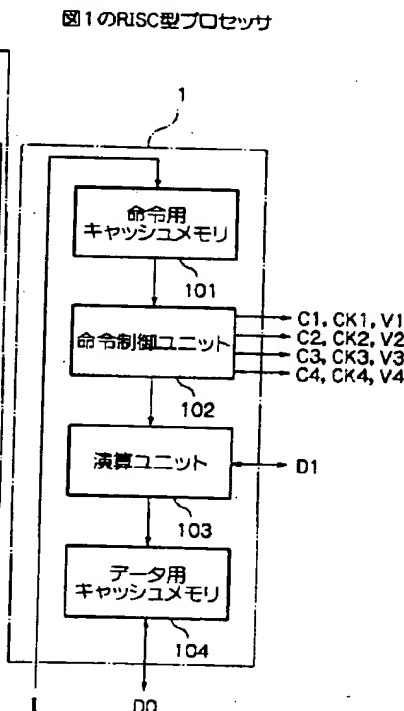 図1のRISC型プロセッサ
1
命令用
キャッシュメモリ
101
命令制御ユニット
C1, CK1, V1
C2, CK2, V2
C3, CK3, V3
C4, CK4, V4
102
演算ユニット
D1
103
データ用
キャッシュメモリ
104
I
D0